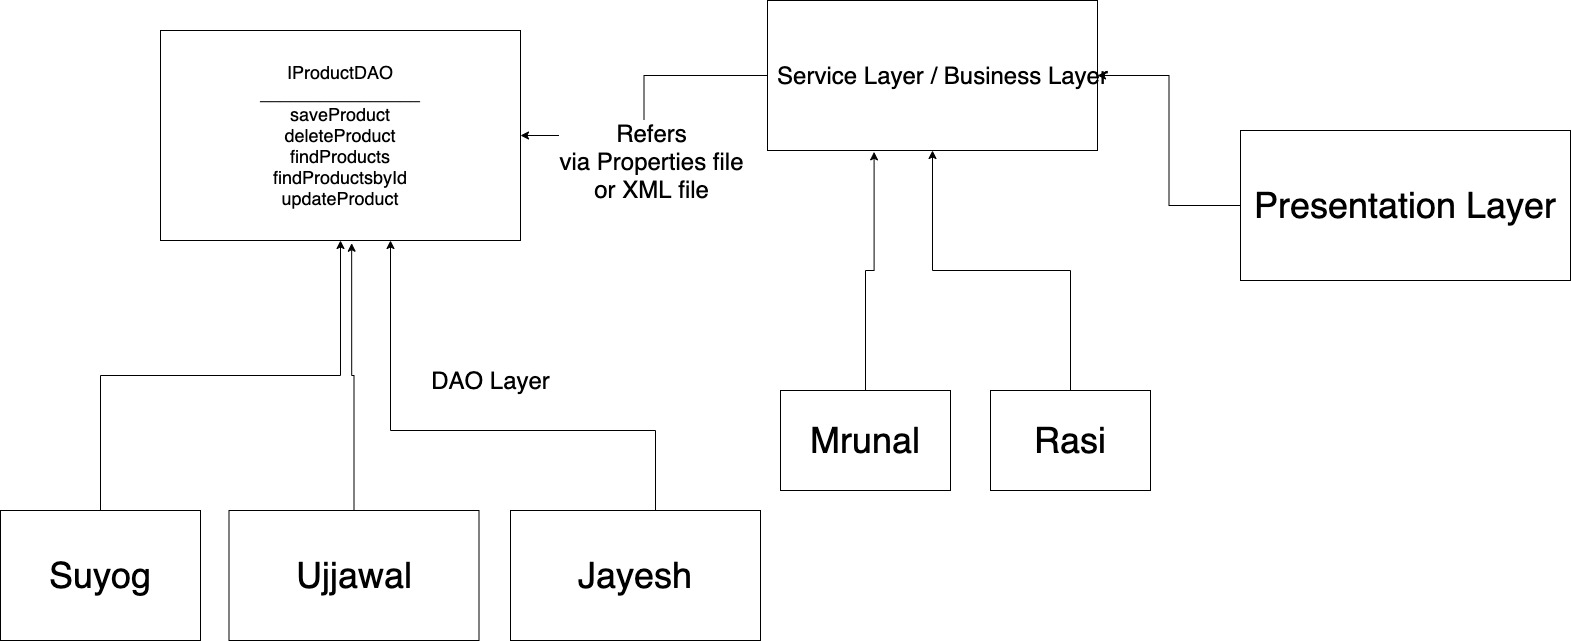 IProductDAO
saveProduct
deleteProduct
findProducts
findProductsbyId
updateProduct
Refers
via Properties file
or XML file
Service Layer / Business Layer
Presentation Layer
DAO Layer
Mrunal
Rasi
Suyog
Ujjawal
Jayesh